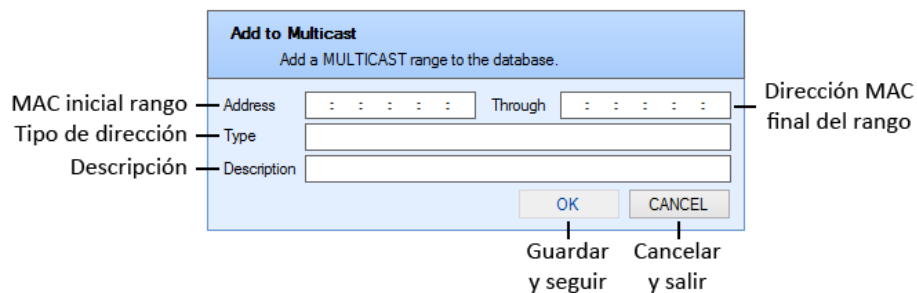 Add to Multicast
Add a MULTICAST range to the database.
MAC inicial rango
Address
: : : : :
Through
: : : : :
Dirección MAC
final del rango
Tipo de dirección
Type
Descripción
Description
OK
CANCEL
Guardar
y seguir
Cancelar
y salir